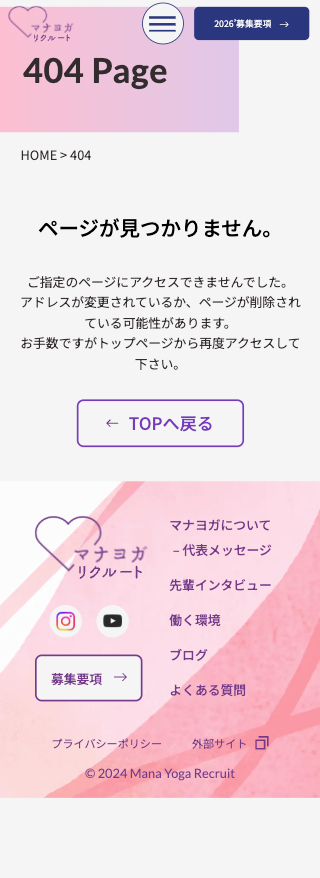 マナヨガ
リクルート
2026'募集要項 →
404 Page
HOME > 404
ページが見つかりません。
ご指定のページにアクセスできませんでした。
アドレスが変更されているか、ページが削除され
ている可能性があります。
お手数ですがトップページから再度アクセスして
下さい。
← TOPへ戻る
マナヨガ
リクルート
募集要項 →
マナヨガについて
－代表メッセージ
先輩インタビュー
働く環境
ブログ
よくある質問
プライバシーポリシー
外部サイト
© 2024 Mana Yoga Recruit